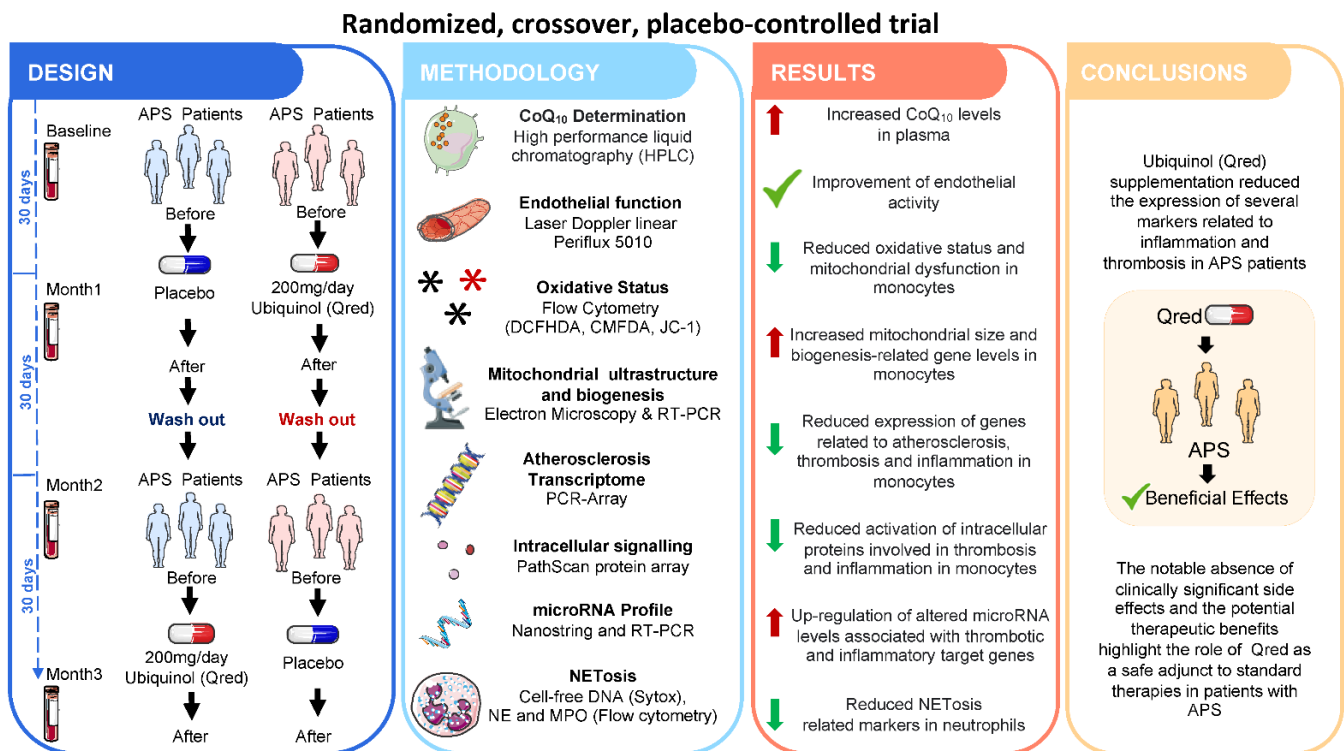 Randomized, crossover, placebo-controlled trial
DESIGN
30 days
30 days
30 days
Baseline
Month1
Month2
Month3
APS Patients
Before
Placebo
After
Wash out
APS Patients
Before
200mg/day
Ubiquinol (Qred)
After
APS Patients
Before
200mg/day
Ubiquinol (Qred)
After
Wash out
APS Patients
Before
Placebo
After
METHODOLOGY
CoQ10 Determination
High performance liquid
chromatography (HPLC)
Endothelial function
Laser Doppler linear
Periflux 5010
Oxidative Status
Flow Cytometry
(DCFHDA, CMFDA, JC-1)
Mitochondrial ultrastructure
and biogenesis
Electron Microscopy & RT-PCR
Atherosclerosis
Transcriptome
PCR-Array
Intracellular signalling
PathScan protein array
microRNA Profile
Nanostring and RT-PCR
NETosis
Cell-free DNA (Sytox),
NE and MPO (Flow cytometry)
RESULTS
Increased CoQ10 levels
in plasma
Improvement of endothelial
activity
Reduced oxidative status and
mitochondrial dysfunction in
monocytes
Increased mitochondrial size and
biogenesis-related gene levels in
monocytes
Reduced expression of genes
related to atherosclerosis,
thrombosis and inflammation in
monocytes
Reduced activation of intracellular
proteins involved in thrombosis
and inflammation in monocytes
Up-regulation of altered microRNA
levels associated with thrombotic
and inflammatory target genes
Reduced NETosis
related markers in neutrophils
CONCLUSIONS
Ubiquinol (Qred)
supplementation reduced
the expression of several
markers related to
inflammation and
thrombosis in APS patients
Qred
APS
Beneficial Effects
The notable absence of
clinically significant side
effects and the potential
therapeutic benefits
highlight the role of Qred as
a safe adjunct to standard
therapies in patients with
APS